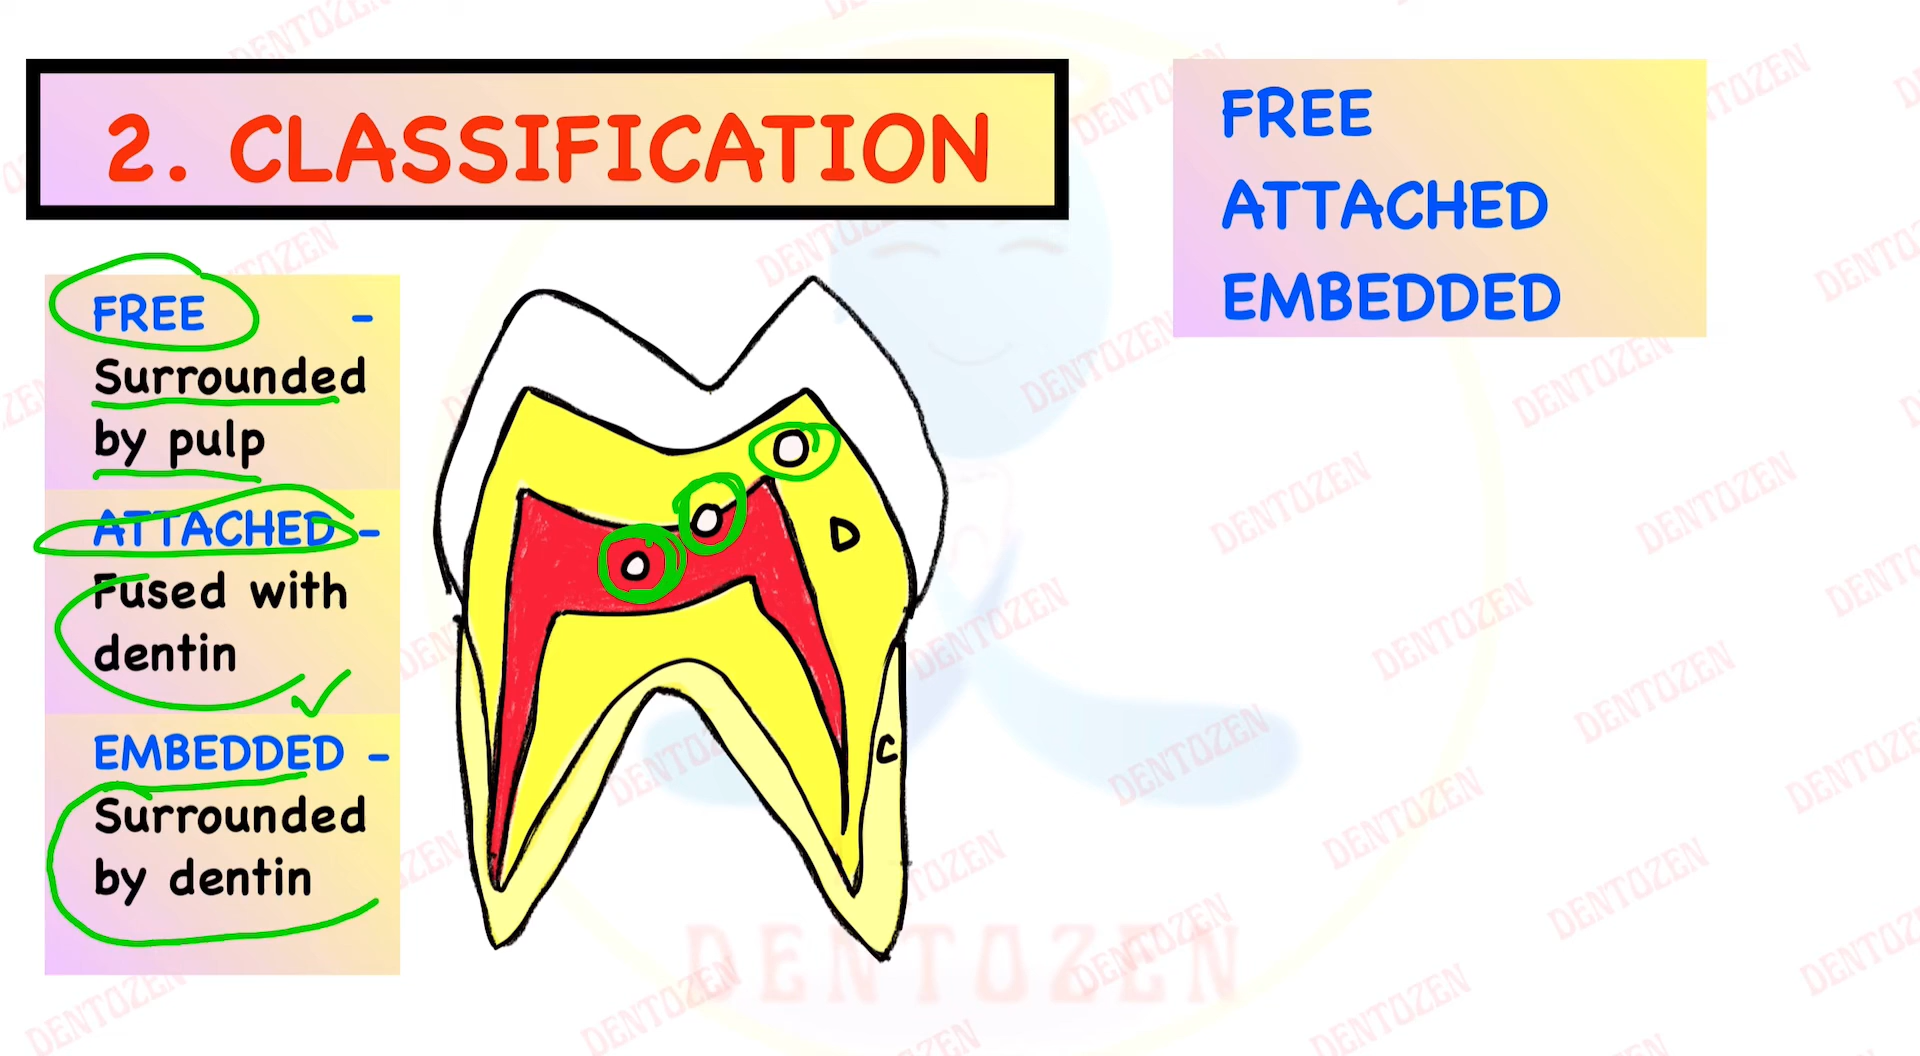 2. CLASSIFICATION
FREE
ATTACHED
EMBEDDED
FREE -
Surrounded
by pulp
ATTACHED -
Fused with
dentin
EMBEDDED -
Surrounded
by dentin
D
C
DENTOZEN